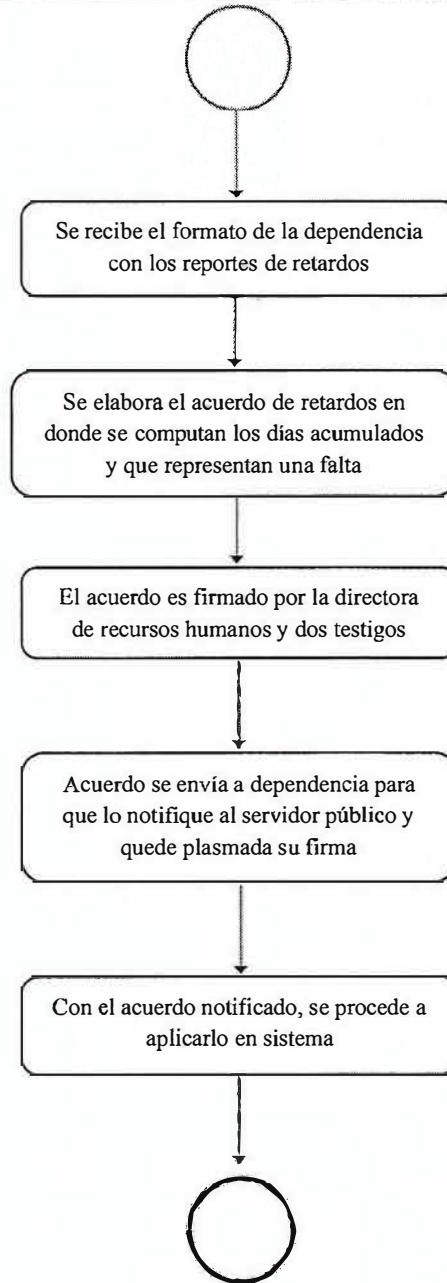 Se recibe el formato de la dependencia
con los reportes de retardos
Se elabora el acuerdo de retardos en
donde se computan los días acumulados
y que representan una falta
El acuerdo es firmado por la directora
de recursos humanos y dos testigos
Acuerdo se envía a dependencia para
que lo notifique al servidor público y
quede plasmada su firma
Con el acuerdo notificado, se procede a
aplicarlo en sistema